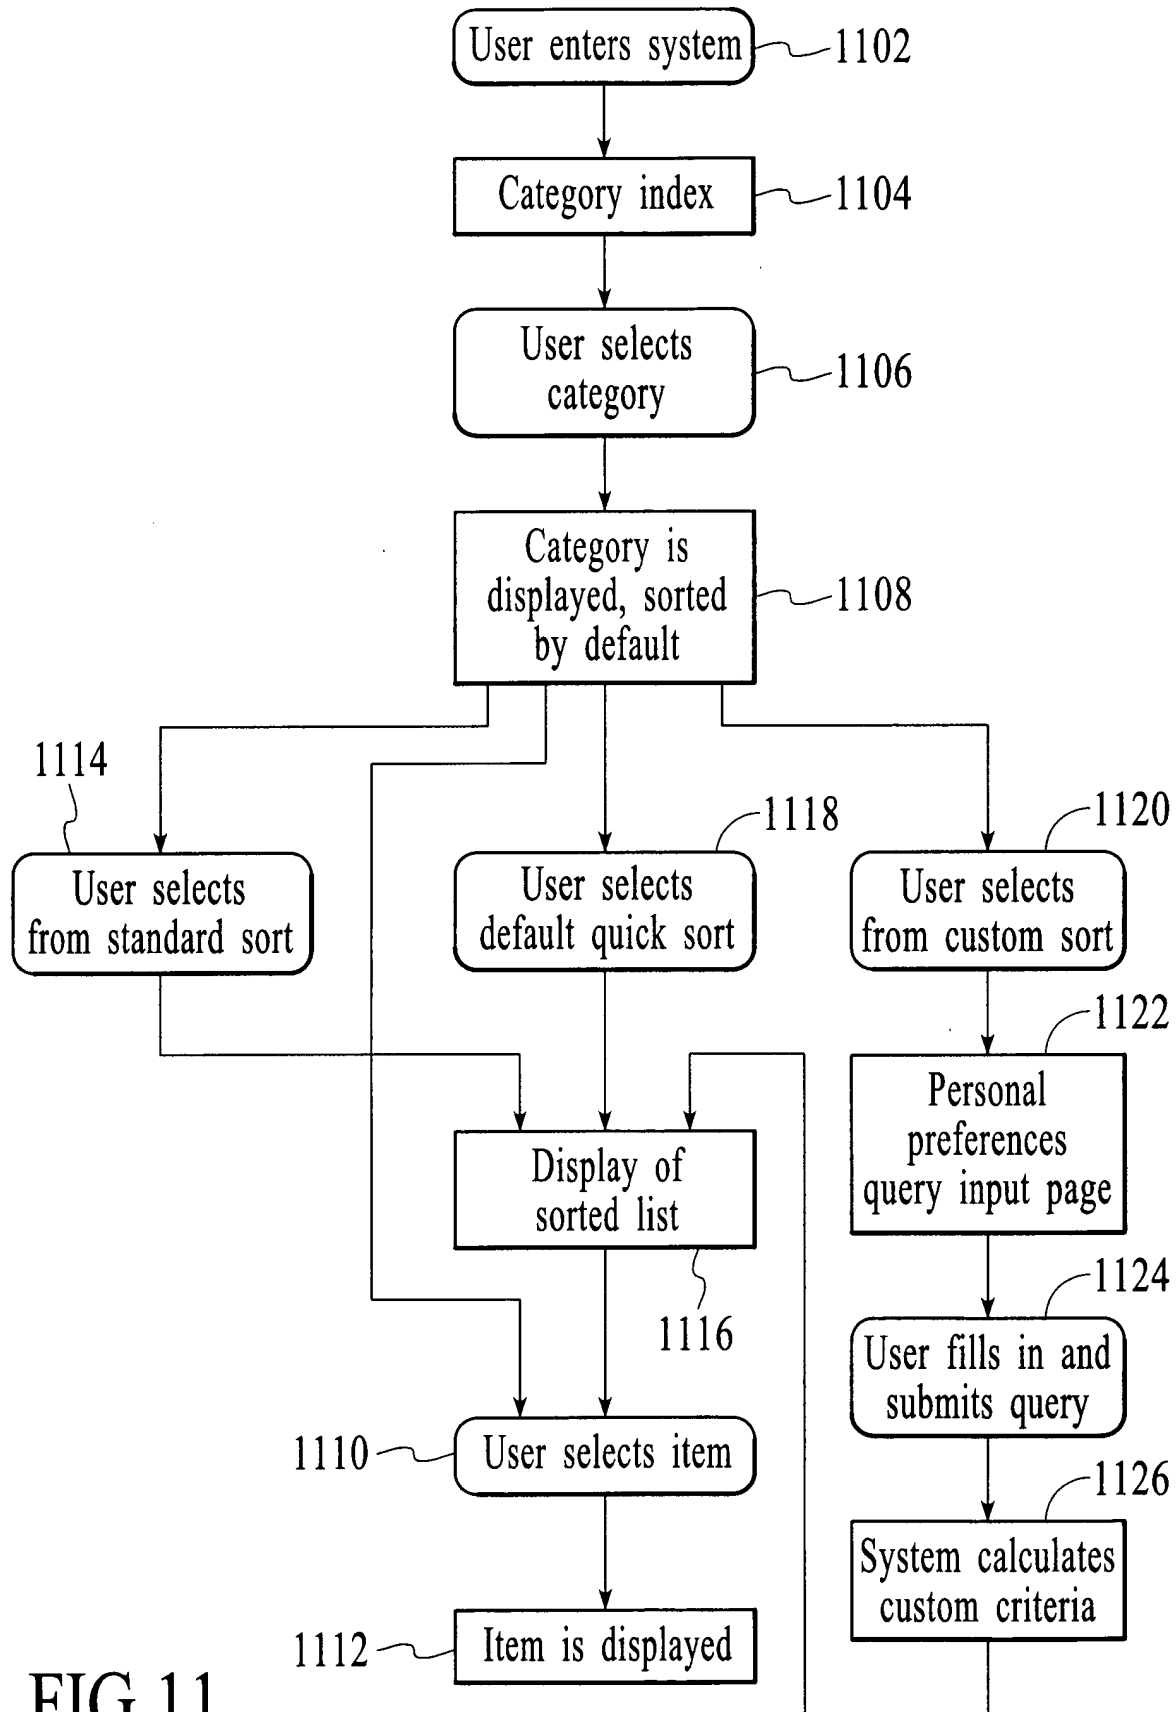 User enters system
1102
Category index
1104
User selects
category
1106
Category is
displayed, sorted
by default
1108
1114
User selects
from standard sort
1118
User selects
default quick sort
1120
User selects
from custom sort
1122
Personal
preferences
query input page
Display of
sorted list
1116
1124
User fills in and
submits query
1110
User selects item
1126
System calculates
custom criteria
1112
Item is displayed
FIG.11